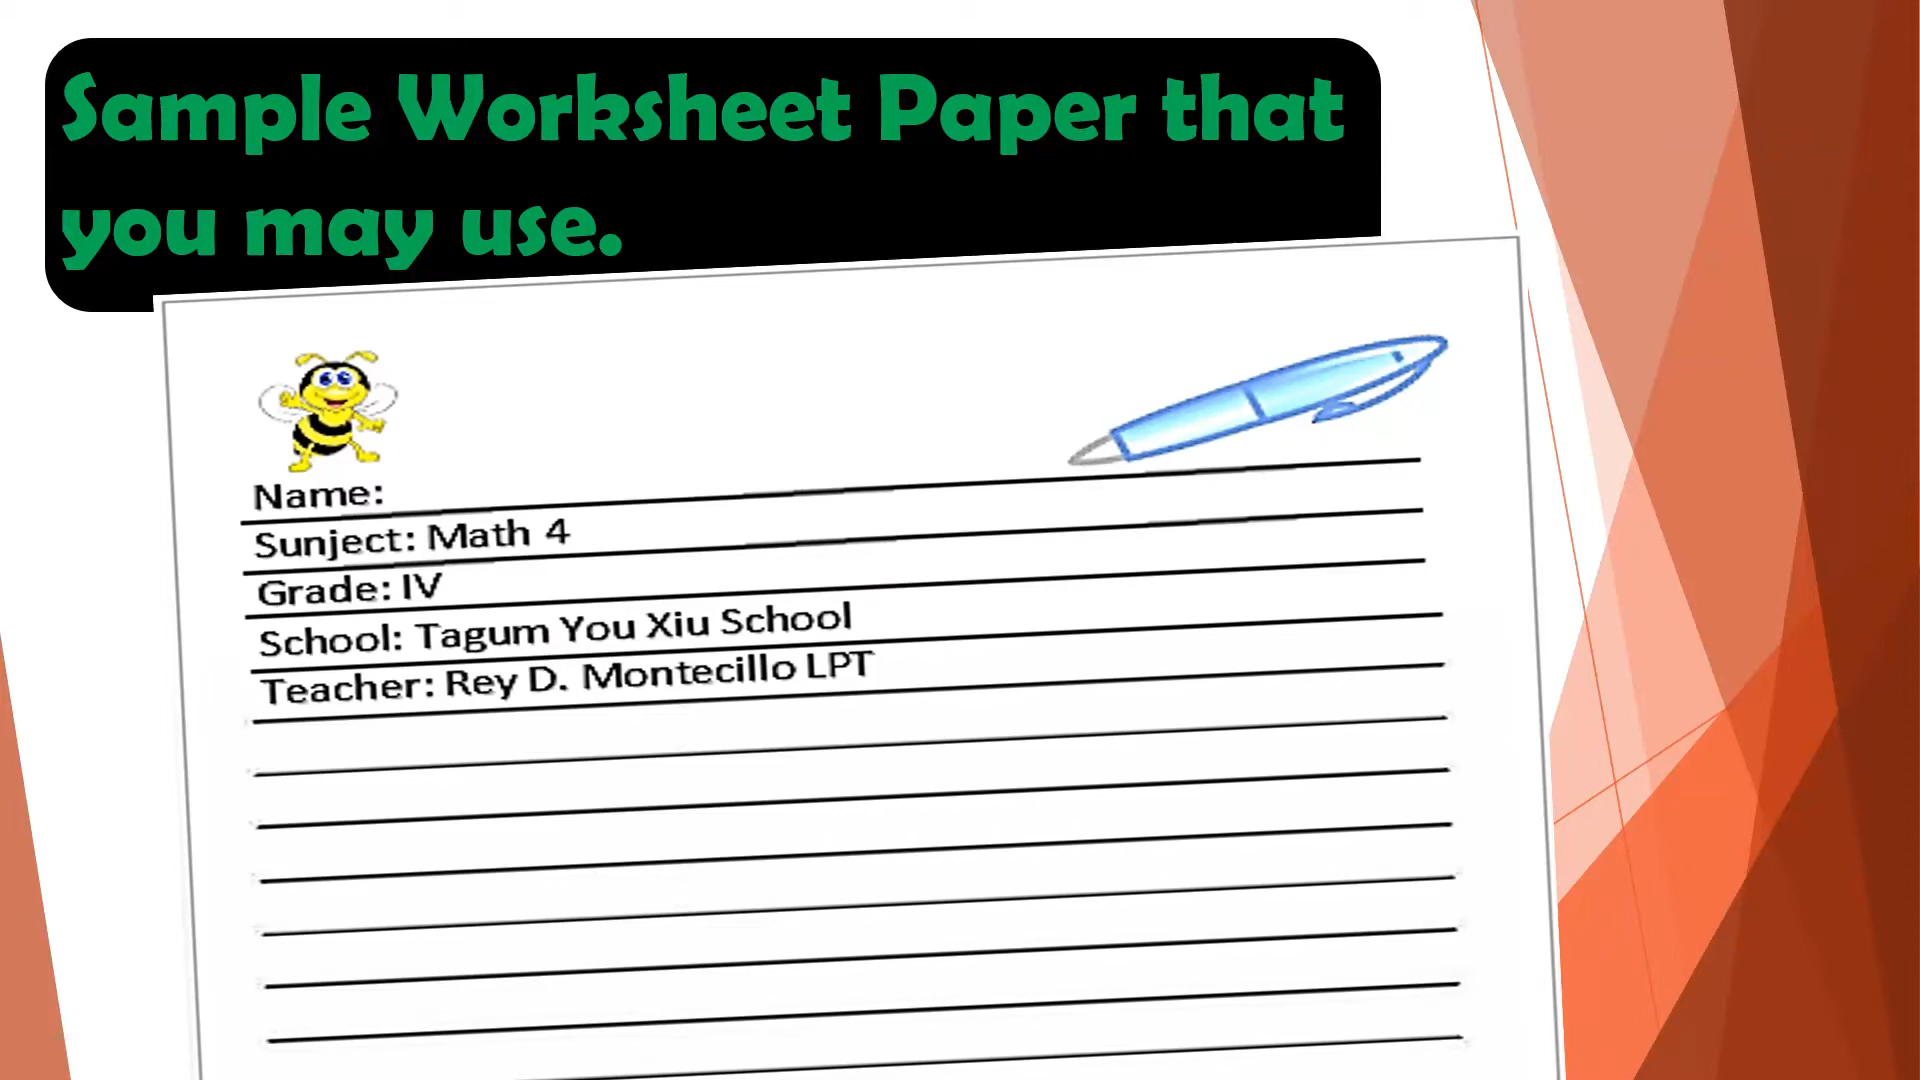 Sample Worksheet Paper that
you may use.
Name:
Sunject: Math 4
Grade: IV
School: Tagum You Xiu School
Teacher: Rey D. Montecillo LPT